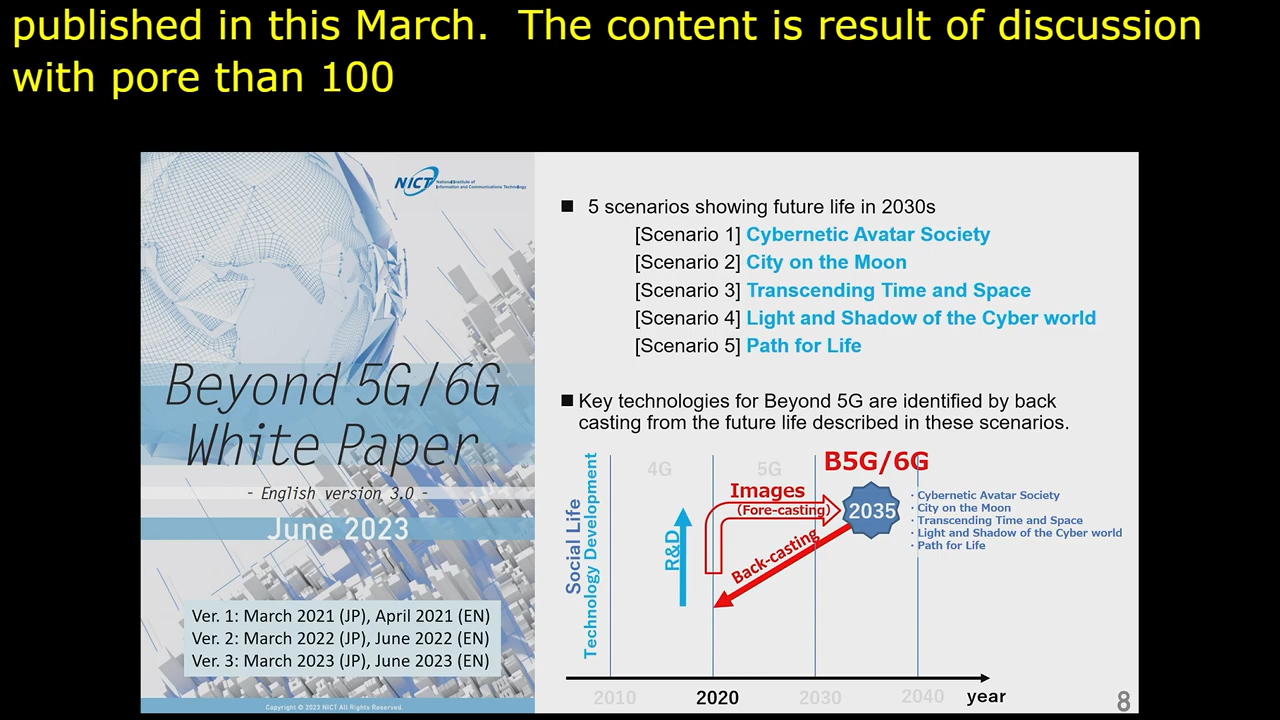 published in this March.  The content is result of discussion
with pore than 100
NICT National Institute of
Information and Communications Technology
Beyond 5G/6G
White Paper
- English version 3.0 -
June 2023
Ver. 1: March 2021 (JP), April 2021 (EN)
Ver. 2: March 2022 (JP), June 2022 (EN)
Ver. 3: March 2023 (JP), June 2023 (EN)
Copyright © 2023 NICT All Rights Reserved.
■ 5 scenarios showing future life in 2030s
[Scenario 1] Cybernetic Avatar Society
[Scenario 2] City on the Moon
[Scenario 3] Transcending Time and Space
[Scenario 4] Light and Shadow of the Cyber world
[Scenario 5] Path for Life
■ Key technologies for Beyond 5G are identified by back
casting from the future life described in these scenarios.
Social Life
Technology Development
4G
5G
B5G/6G
R&D
Images
(Fore-casting)
Back-casting
2035
· Cybernetic Avatar Society
· City on the Moon
· Transcending Time and Space
· Light and Shadow of the Cyber world
· Path for Life
2010
2020
2030
2040
year
8